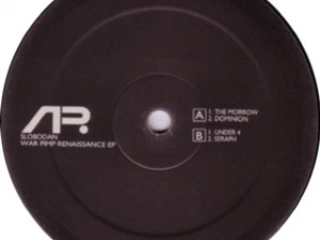 AP.
SLOBODAN
WAR PIMP RENAISSANCE EP
A 1. THE MORROW
2. DOMINION
B 1. UNDER 4
2. SERAPH